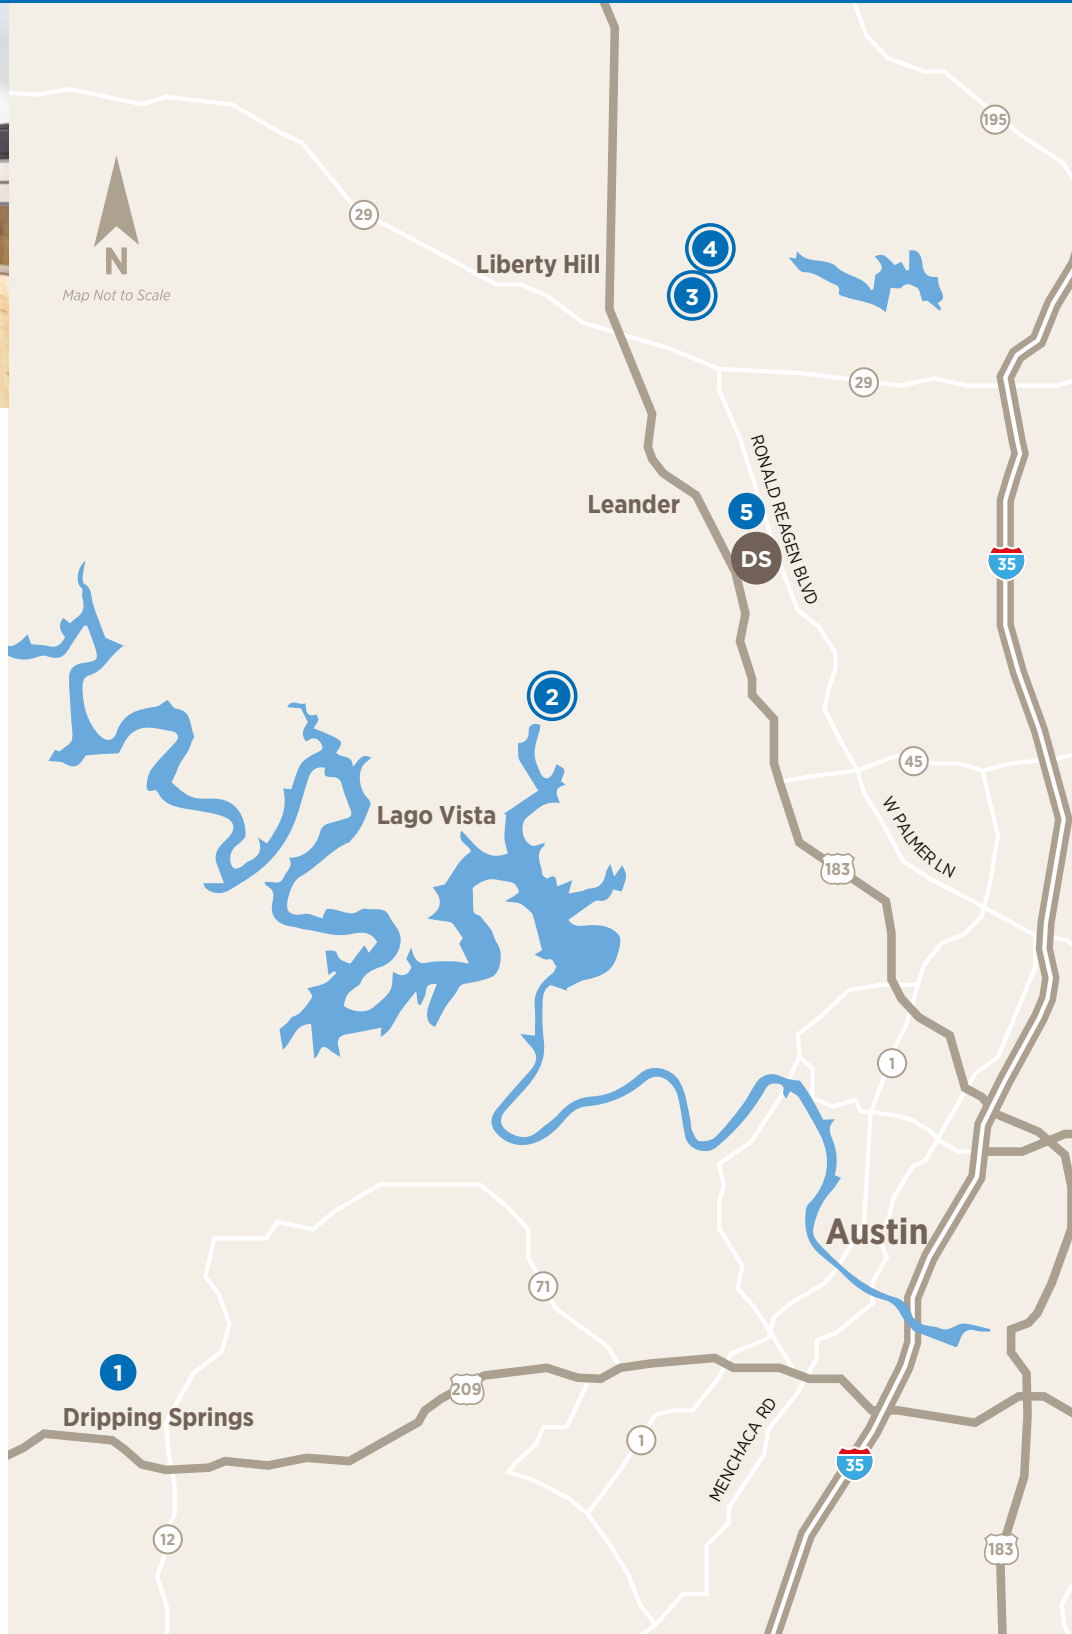 195
29
4
Liberty Hill
N
3
Map Not to Scale
29
RONALD REAGEN BLVD
Leander
5
DS
35
2
45
Lago Vista
W PALMER LN
183
1
Austin
71
1
209
Dripping Springs
MENCHACA RD
1
35
12
183